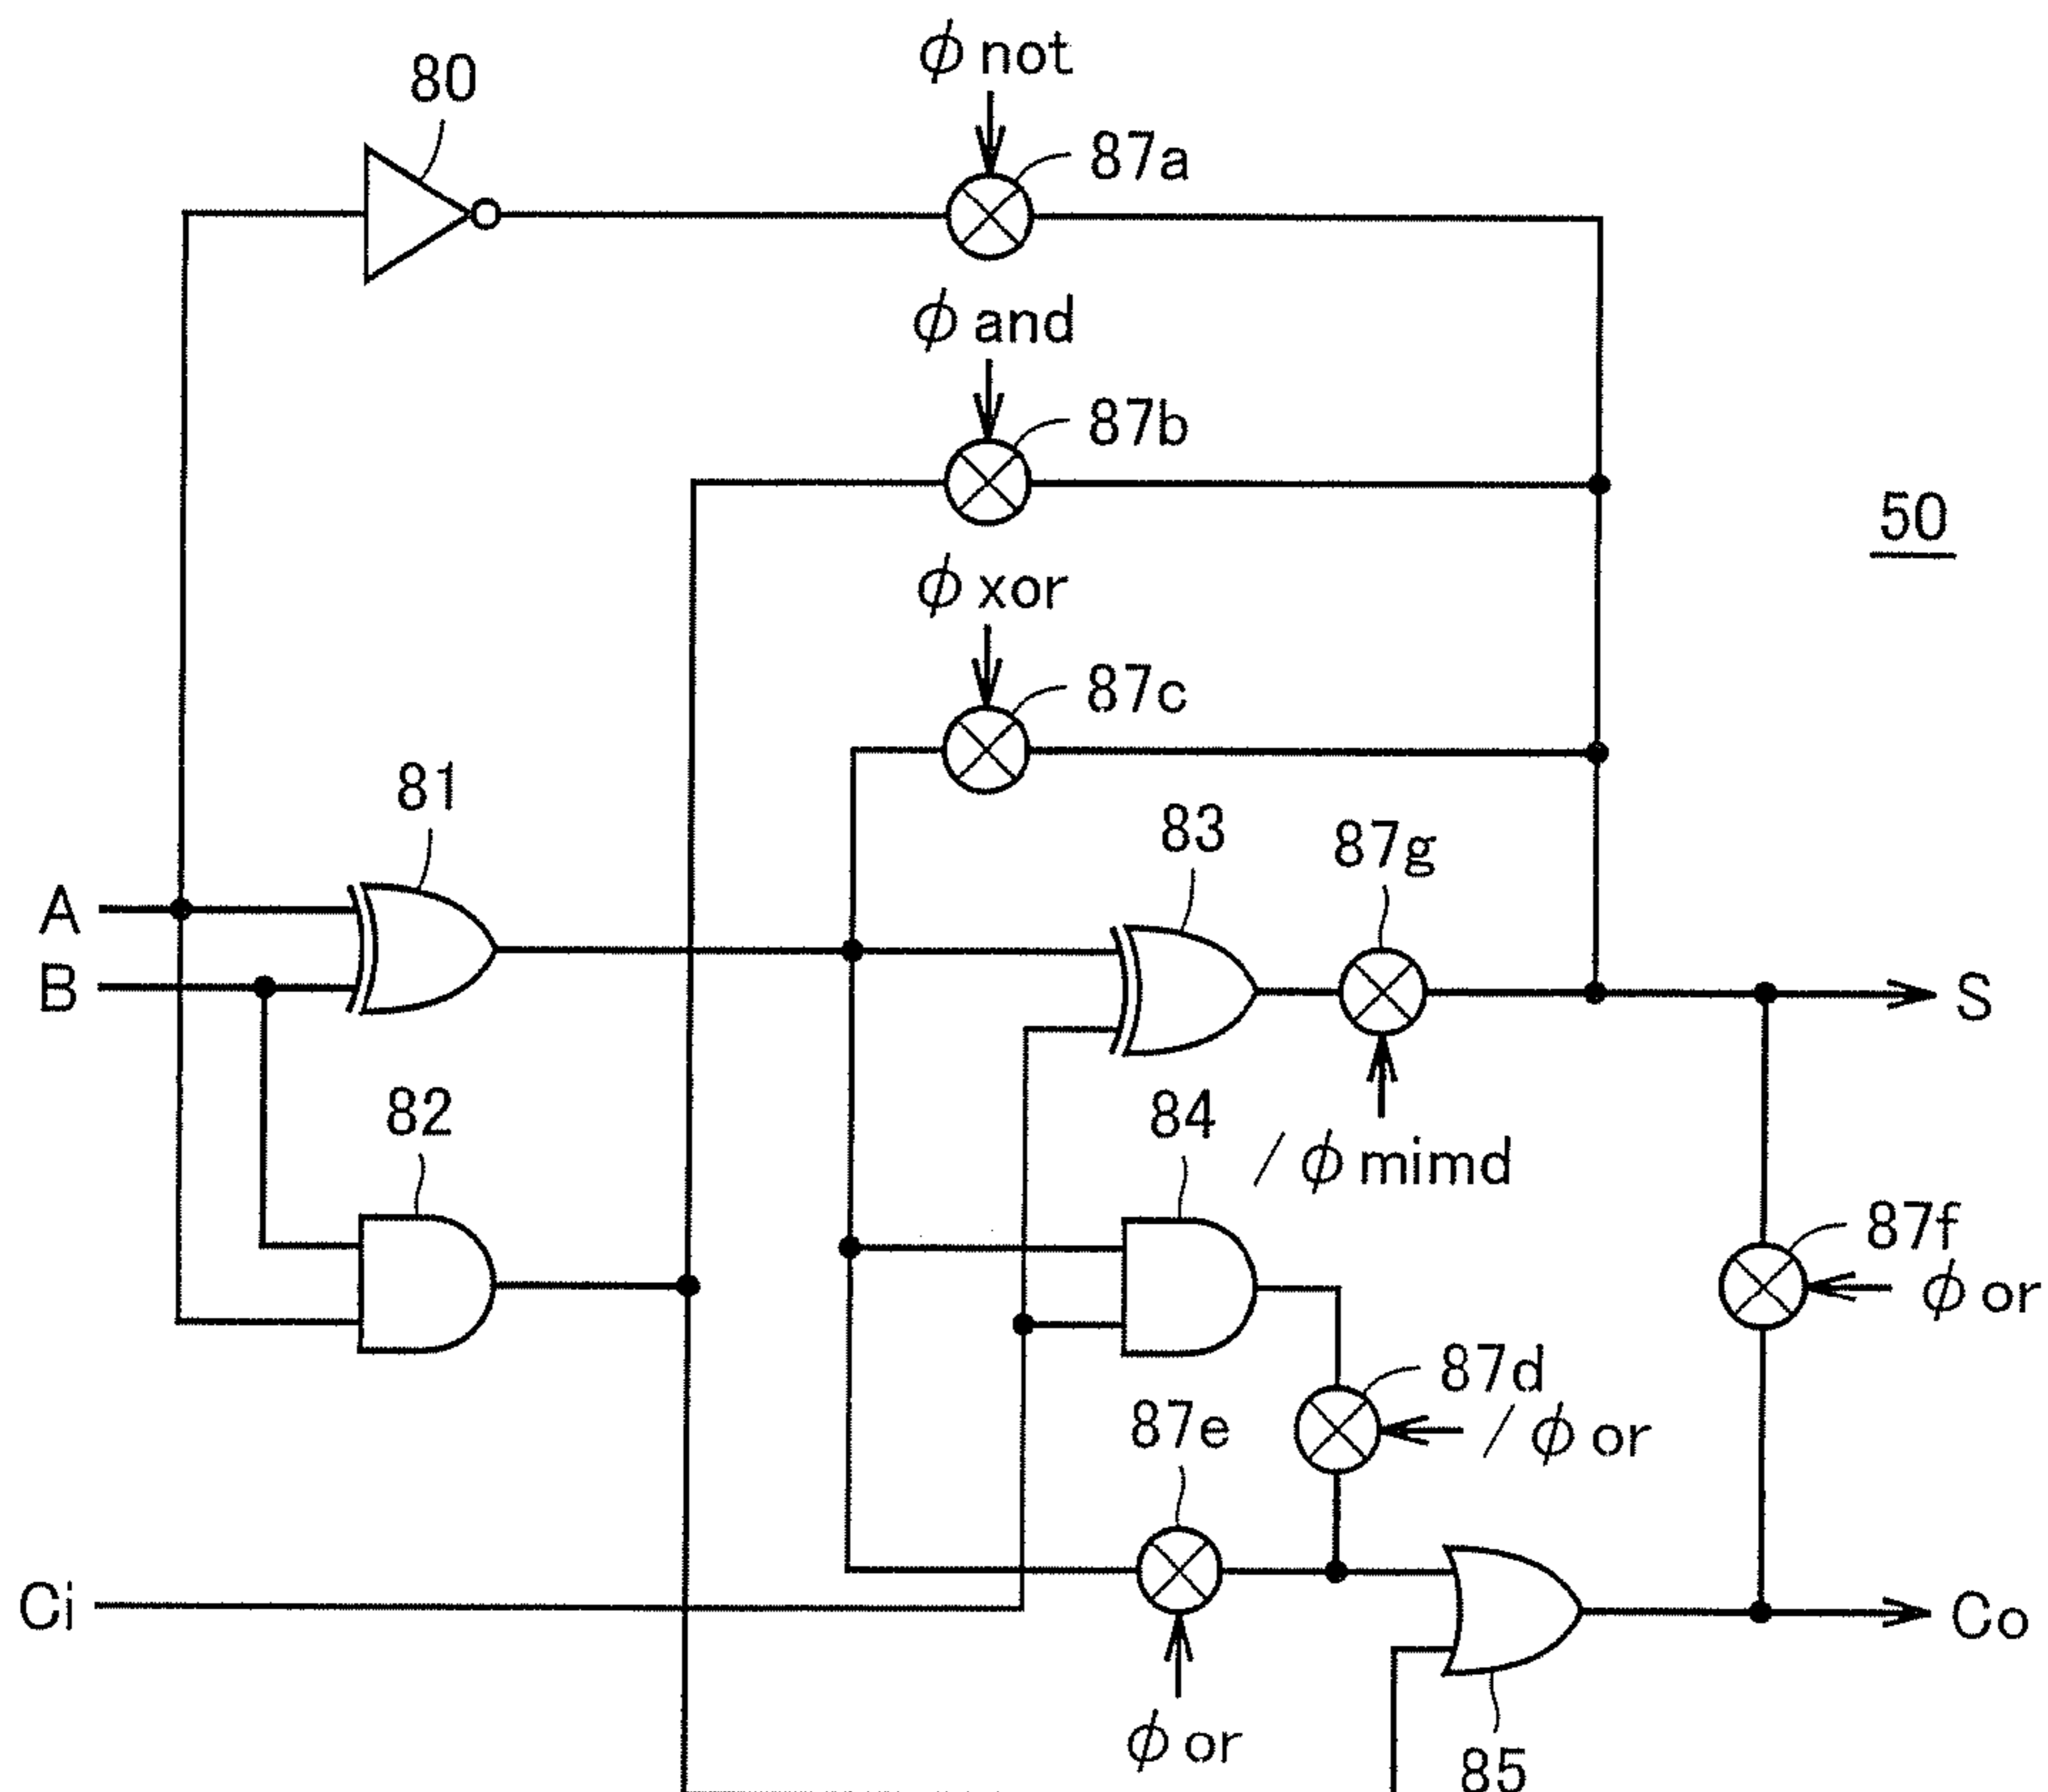 φ not
80
87a
φ and
87b
50
φ xor
87c
81
83
87g
A
B
S
82
84
/ φ mimd
87f
φ or
87d
/ φ or
87e
Ci
Co
φ or
85